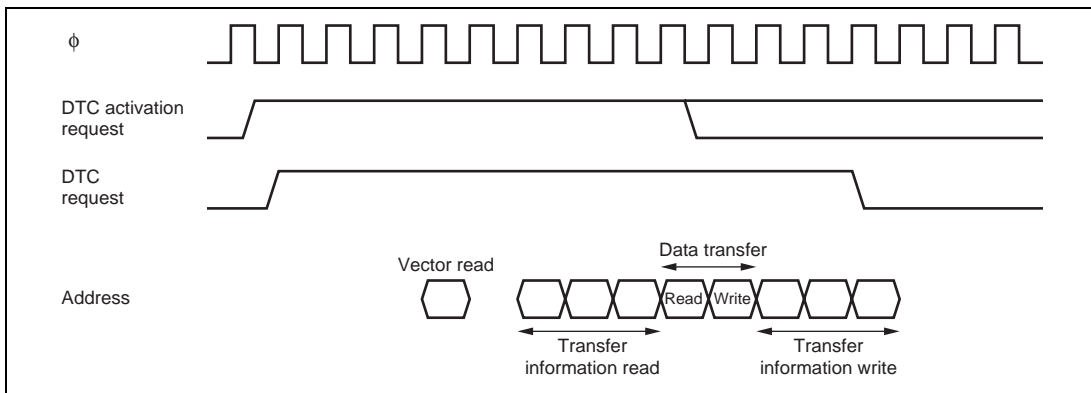 ϕ
DTC activation
request
DTC
request
Data transfer
Vector read
Address
Read
Write
Transfer
information read
Transfer
information write